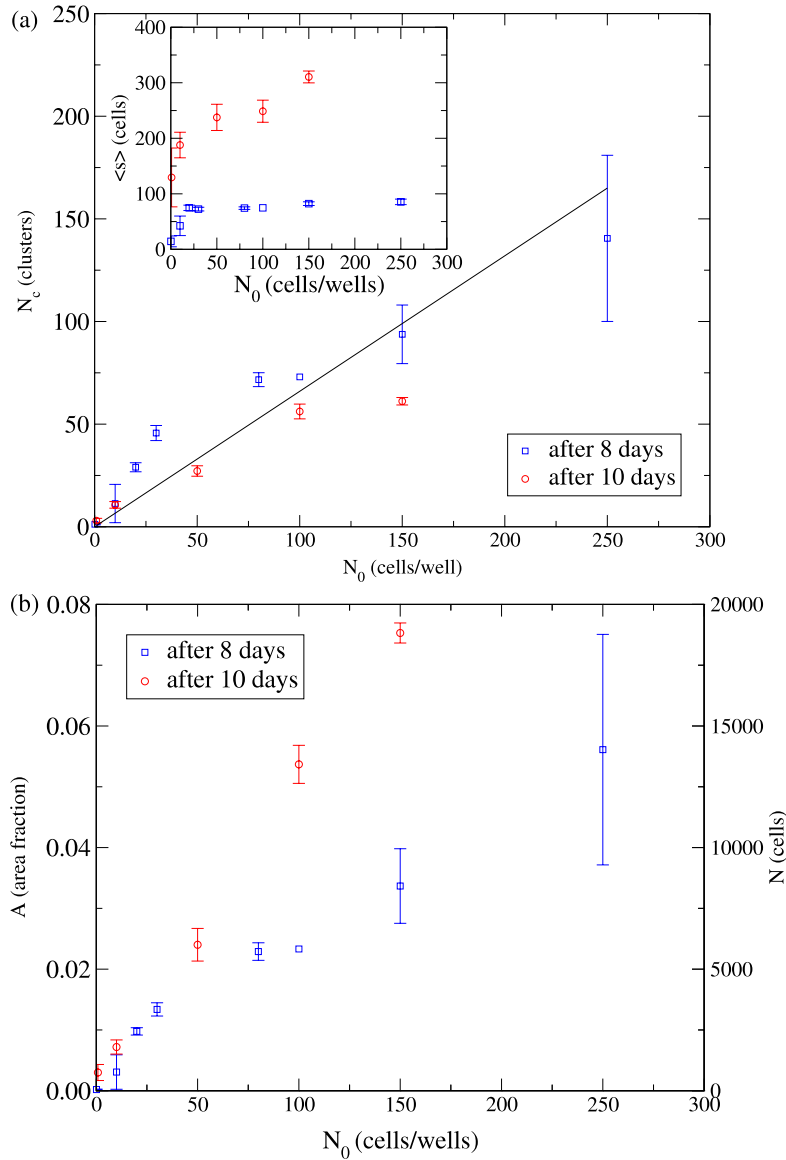 (a)
250
200
150
100
50
0
N_c (clusters)
0 50 100 150 200 250 300
N_0 (cells/well)
400
300
200
100
0
<s> (cells)
0 50 100 150 200 250 300
N_0 (cells/wells)
after 8 days
after 10 days
(b)
0.08
0.06
0.04
0.02
0.00
A (area fraction)
after 8 days
after 10 days
20000
15000
10000
5000
0
N (cells)
0 50 100 150 200 250 300
N_0 (cells/wells)